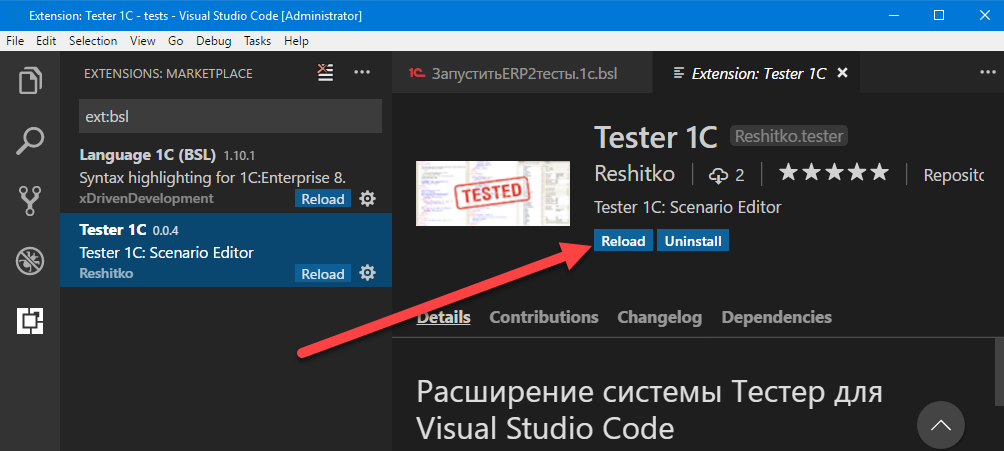 Extension: Tester 1C - tests - Visual Studio Code [Administrator]
File Edit Selection View Go Debug Tasks Help
EXTENSIONS: MARKETPLACE
ext:bsl
Language 1C (BSL) 1.10.1
Syntax highlighting for 1C:Enterprise 8.
xDrivenDevelopment Reload
Tester 1C 0.0.4
Tester 1C: Scenario Editor
Reshitko Reload
1C ЗапуститьERP2тесты.1c.bsl Extension: Tester 1C
TESTED
Tester 1C Reshitko.tester
Reshitko 2 Reposito
Tester 1C: Scenario Editor
Reload Uninstall
Details Contributions Changelog Dependencies
Расширение системы Тестер для
Visual Studio Code